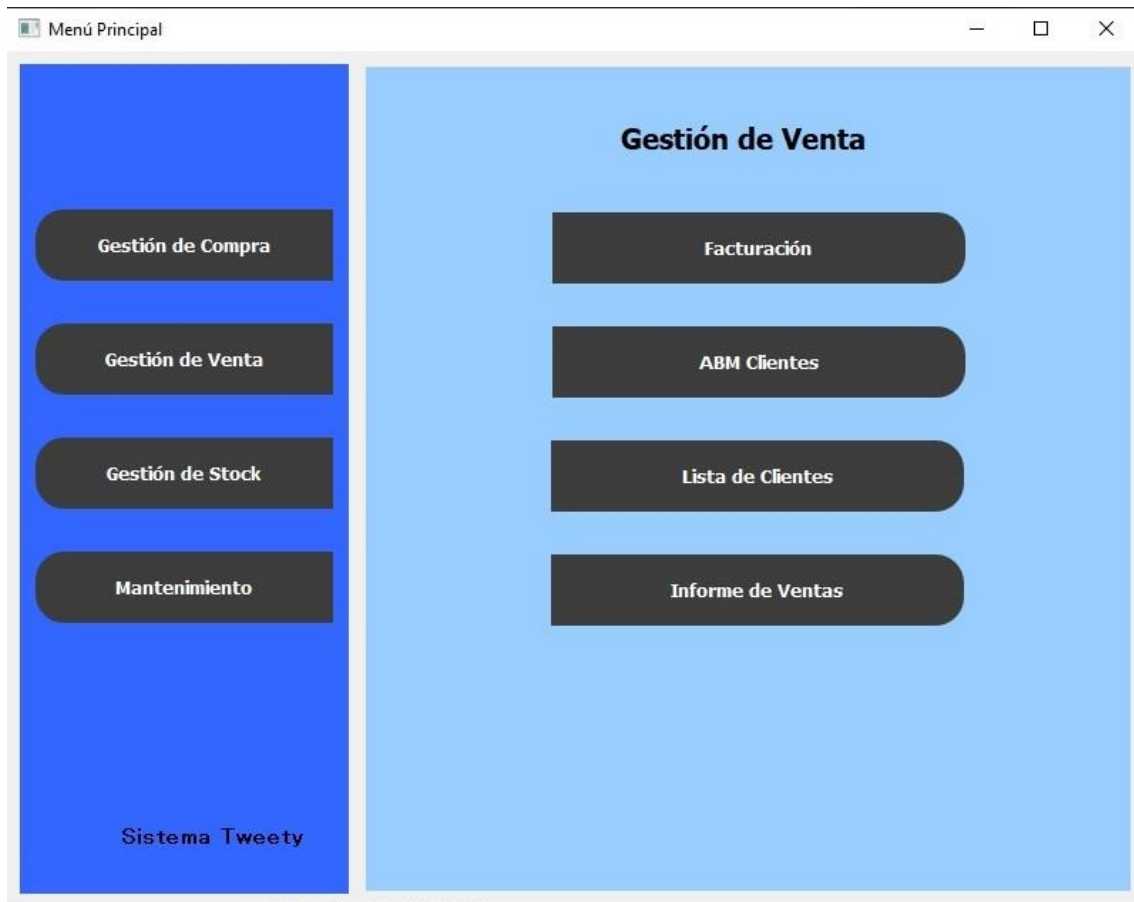 Menú Principal
Gestión de Compra
Gestión de Venta
Gestión de Stock
Mantenimiento
Sistema Tweety
Gestión de Venta
Facturación
ABM Clientes
Lista de Clientes
Informe de Ventas